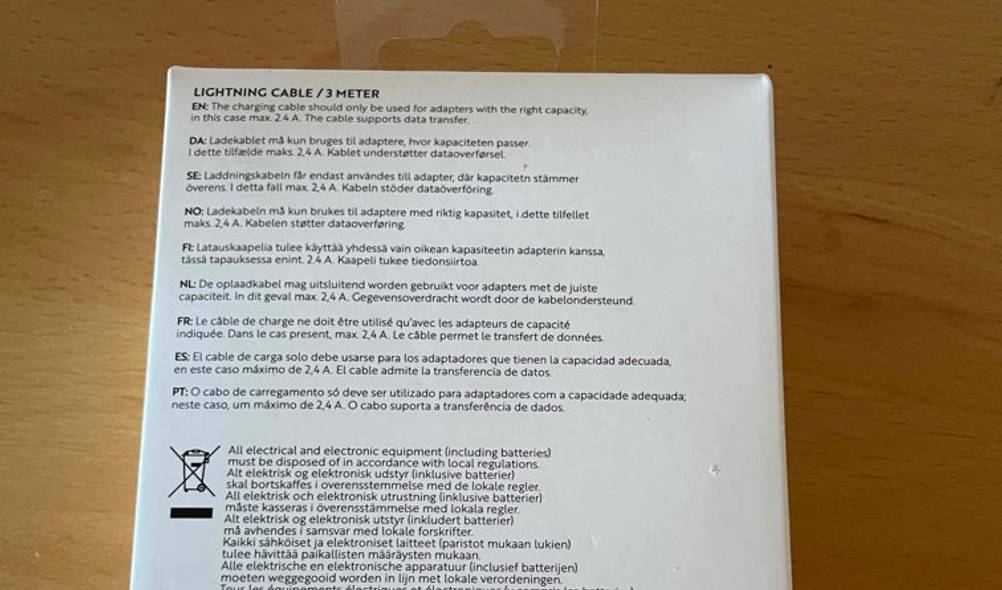 LIGHTNING CABLE / 3 METER
EN: The charging cable should only be used for adapters with the right capacity,
in this case max. 2.4 A. The cable supports data transfer.
DA: Ladekablet må kun bruges til adaptere, hvor kapaciteten passer.
I dette tilfælde maks. 2,4 A. Kablet understøtter dataoverførsel.
SE: Laddningskabeln får endast användes till adapter, där kapacitetn stämmer
överens. I detta fall max. 2,4 A. Kabeln stöder dataöverföring.
NO: Ladekabeln må kun brukes til adaptere med riktig kapasitet, i dette tilfellet
maks. 2,4 A. Kabelen støtter dataoverføring.
FI: Latauskaapelia tulee käyttää yhdessä vain oikean kapasiteetin adapterin kanssa,
tässä tapauksessa enint. 2.4 A. Kaapeli tukee tiedonsiirtoa.
NL: De oplaadkabel mag uitsluitend worden gebruikt voor adapters met de juiste
capaciteit. In dit geval max. 2,4 A. Gegevensoverdracht wordt door de kabelondersteund.
FR: Le câble de charge ne doit être utilisé qu'avec les adapteurs de capacité
indiquée. Dans le cas present, max. 2,4 A. Le câble permet le transfert de données.
ES: El cable de carga solo debe usarse para los adaptadores que tienen la capacidad adecuada,
en este caso máximo de 2,4 A. El cable admite la transferencia de datos.
PT: O cabo de carregamento só deve ser utilizado para adaptadores com a capacidade adequada;
neste caso, um máximo de 2,4 A. O cabo suporta a transferência de dados.
All electrical and electronic equipment (including batteries)
must be disposed of in accordance with local regulations.
Alt elektrisk og elektronisk udstyr (inklusive batterier)
skal bortskaffes i overensstemmelse med de lokale regler.
All elektrisk och elektronisk utrustning (inklusive batterier)
måste kasseras i överensstämmelse med lokala regler.
Alt elektrisk og elektronisk utstyr (inkludert batterier)
må avhendes i samsvar med lokale forskrifter.
Kaikki sähköiset ja elektroniset laitteet (paristot mukaan lukien)
tulee hävittää paikallisten määräysten mukaan.
Alle elektrische en elektronische apparatuur (inclusief batterijen)
moeten weggegooid worden in lijn met lokale verordeningen.
Tous les équipements électriques et électroniques